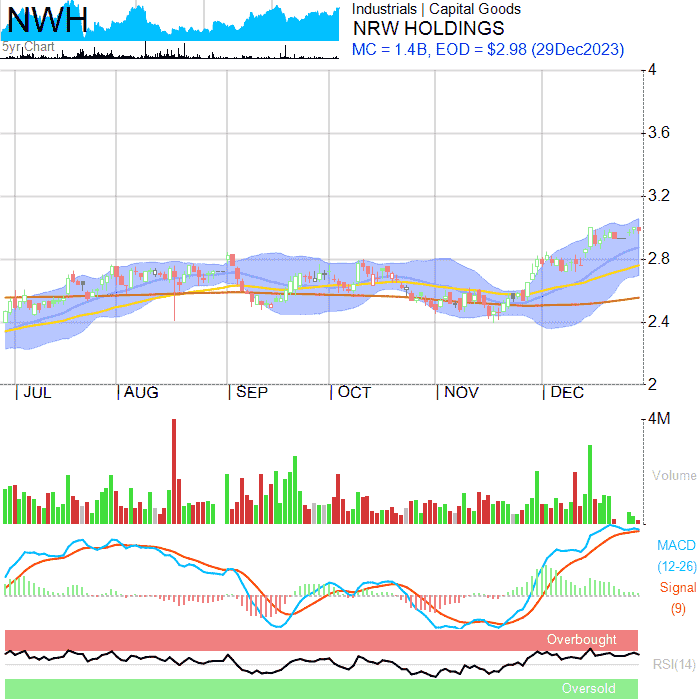 NWH
5yr Chart
Industrials | Capital Goods
NRW HOLDINGS
MC = 1.4B, EOD = $2.98 (29Dec2023)
4
3.6
3.2
2.8
2.4
2
JUL AUG SEP OCT NOV DEC
4M
Volume
MACD
(12-26)
Signal
(9)
Overbought
RSI(14)
Oversold